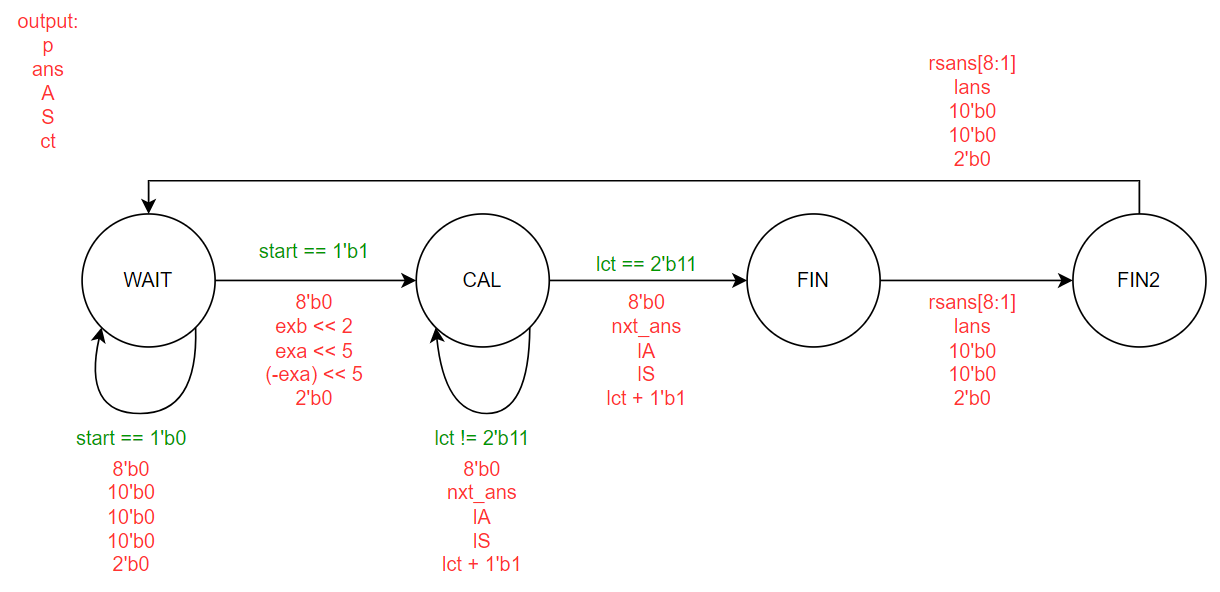 output:
p
ans
A
S
ct
rsans[8:1]
lans
10'b0
10'b0
2'b0
WAIT
start == 1'b1
8'b0
exb << 2
exa << 5
(-exa) << 5
2'b0
start == 1'b0
8'b0
10'b0
10'b0
10'b0
2'b0
CAL
lct == 2'b11
8'b0
nxt_ans
lA
lS
lct + 1'b1
lct != 2'b11
8'b0
nxt_ans
lA
lS
lct + 1'b1
FIN
rsans[8:1]
lans
10'b0
10'b0
2'b0
FIN2